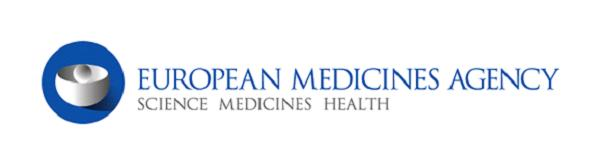 EUROPEAN MEDICINES AGENCY
SCIENCE MEDICINES HEALTH